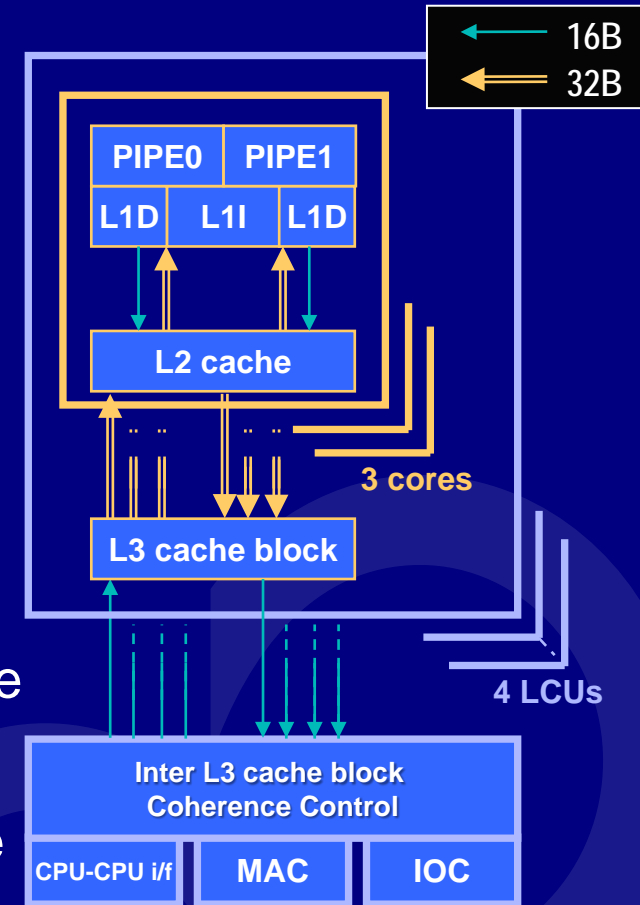 16B
32B
PIPE0 PIPE1
L1D L1I L1D
L2 cache
3 cores
L3 cache block
e
4 LCUs
Inter L3 cache block
Coherence Control
e
CPU-CPU i/f MAC IOC